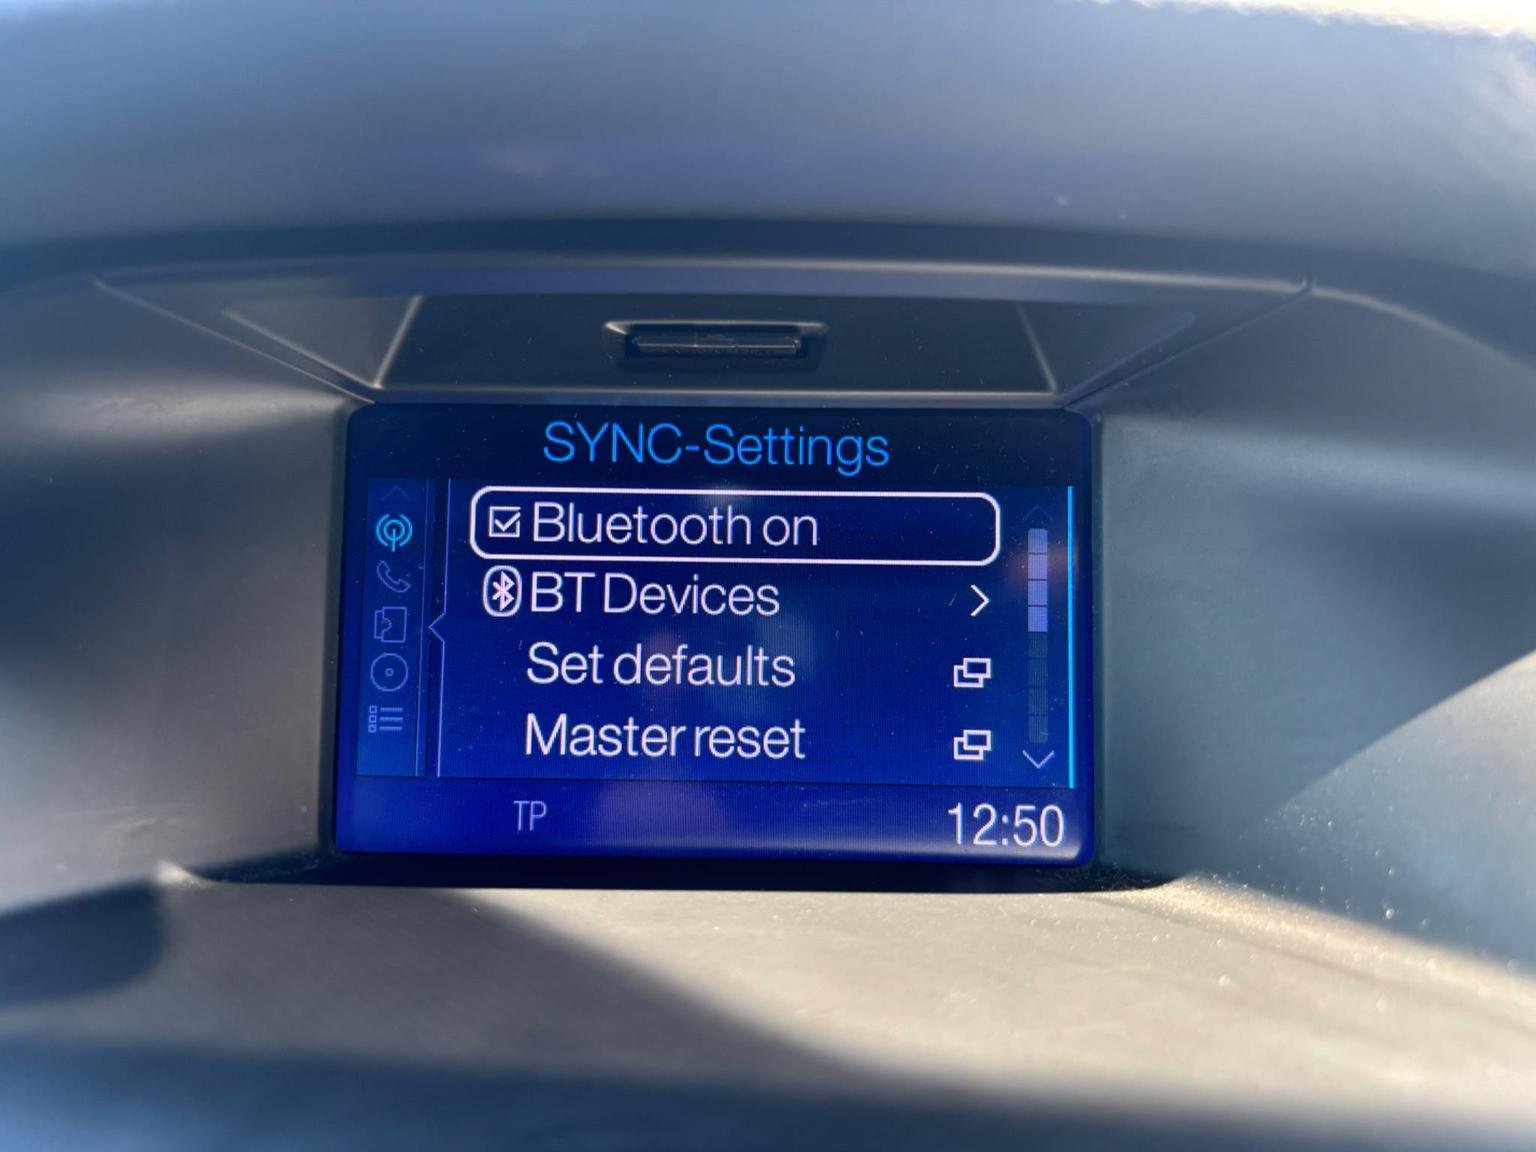 SYNC-Settings
Bluetooth on
BT Devices
Set defaults
Master reset
TP
12:50